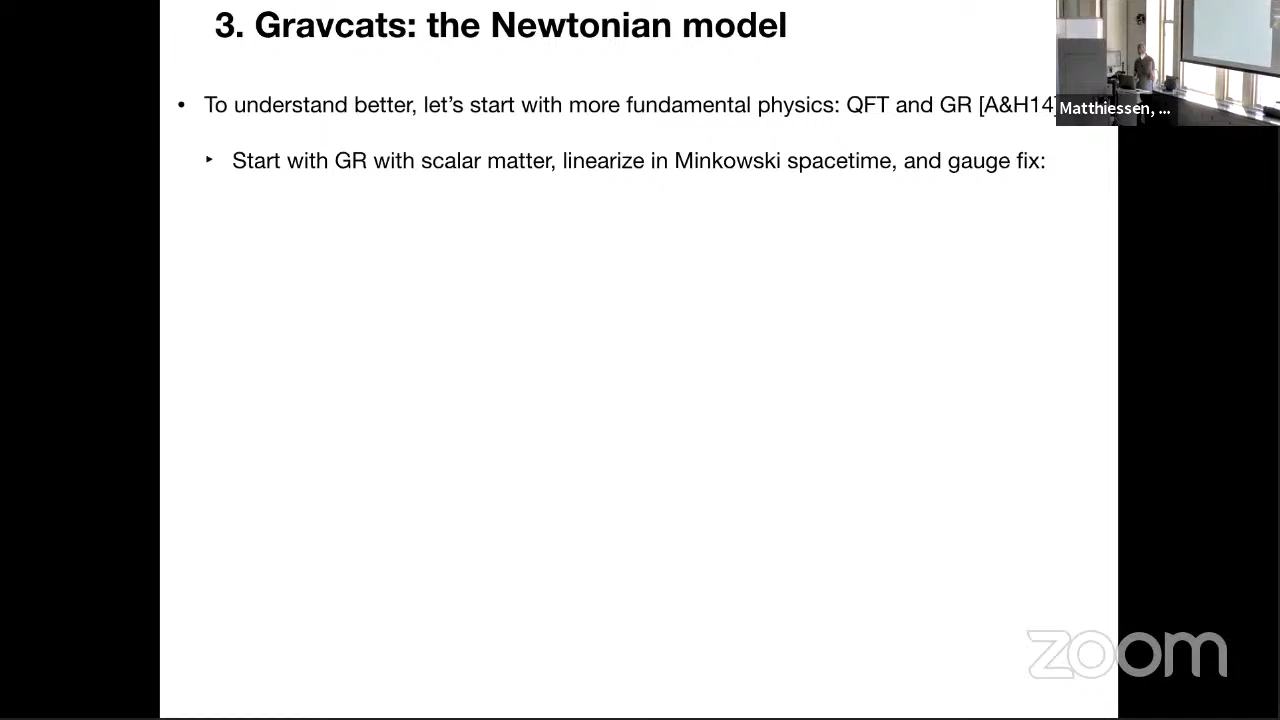 3. Gravcats: the Newtonian model
• To understand better, let’s start with more fundamental physics: QFT and GR [A&H14]
‣ Start with GR with scalar matter, linearize in Minkowski spacetime, and gauge fix:
Matthiessen, ...
zoom